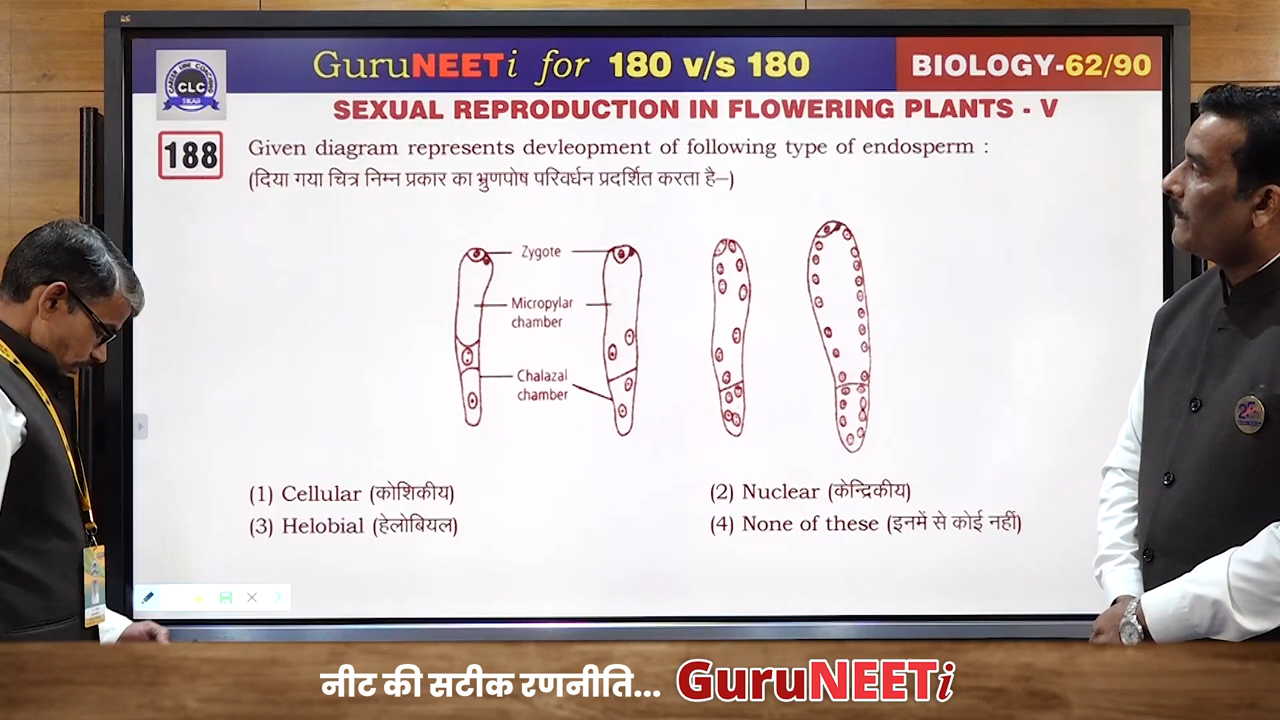 GuruNEETi for 180 v/s 180
BIOLOGY-62/90
CLC
SIKAR
SEXUAL REPRODUCTION IN FLOWERING PLANTS - V
188
Given diagram represents devleopment of following type of endosperm :
(दिया गया चित्र निम्न प्रकार का भ्रुणपोष परिवर्धन प्रदर्शित करता है–)
Zygote
Micropylar
chamber
Chalazal
chamber
(1) Cellular (कोशिकीय)
(2) Nuclear (केन्द्रिकीय)
(3) Helobial (हेलोबियल)
(4) None of these (इनमें से कोई नहीं)
नीट की सटीक रणनीति... GuruNEETi